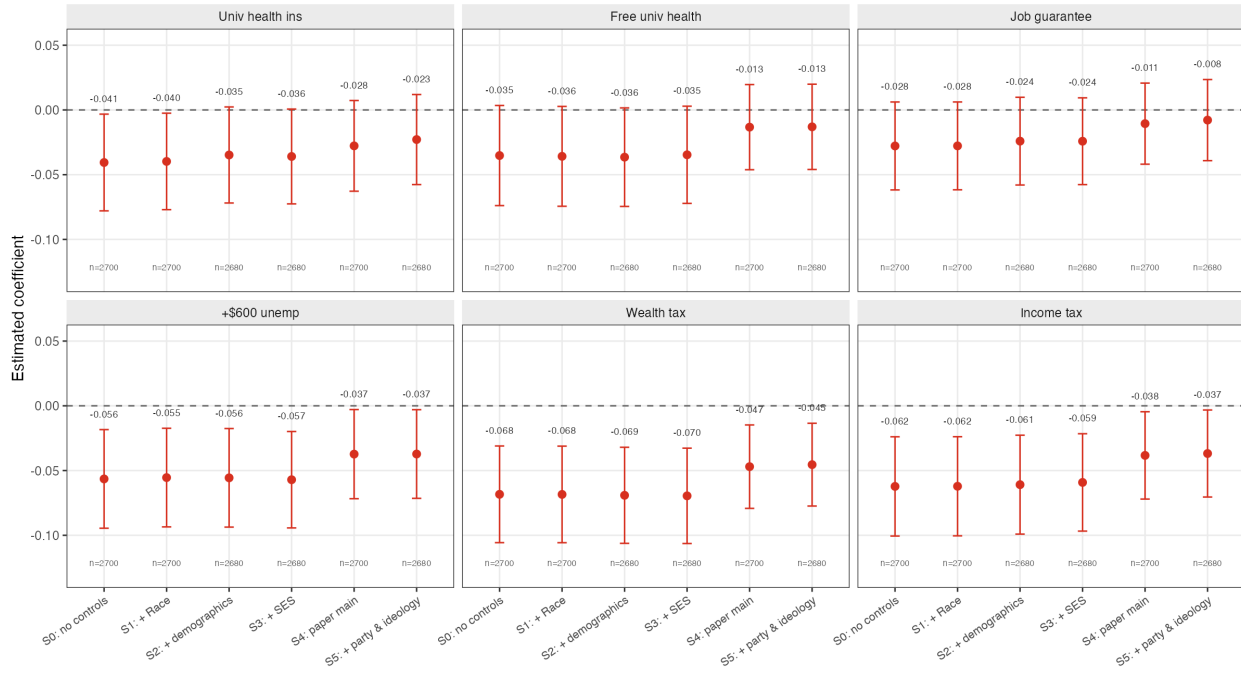 Univ health ins
Free univ health
Job guarantee
Estimated coefficient
0.05
0.00
-0.05
-0.10
-0.041 -0.040 -0.035 -0.036 -0.028 -0.023
n=2700 n=2700 n=2680 n=2680 n=2700 n=2680
-0.035 -0.036 -0.036 -0.035 -0.013 -0.013
n=2700 n=2700 n=2680 n=2680 n=2700 n=2680
-0.028 -0.028 -0.024 -0.024 -0.011 -0.008
n=2700 n=2700 n=2680 n=2680 n=2700 n=2680
+$600 unemp
Wealth tax
Income tax
0.05
0.00
-0.05
-0.10
-0.056 -0.055 -0.056 -0.057 -0.037 -0.037
n=2700 n=2700 n=2680 n=2680 n=2700 n=2680
-0.068 -0.068 -0.069 -0.070 -0.047 -0.045
n=2700 n=2700 n=2680 n=2680 n=2700 n=2680
-0.062 -0.062 -0.061 -0.059 -0.038 -0.037
n=2700 n=2700 n=2680 n=2680 n=2700 n=2680
S0: no controls
S1: + Race
S2: + demographics
S3: + SES
S4: paper main
S5: + party & ideology
S0: no controls
S1: + Race
S2: + demographics
S3: + SES
S4: paper main
S5: + party & ideology
S0: no controls
S1: + Race
S2: + demographics
S3: + SES
S4: paper main
S5: + party & ideology